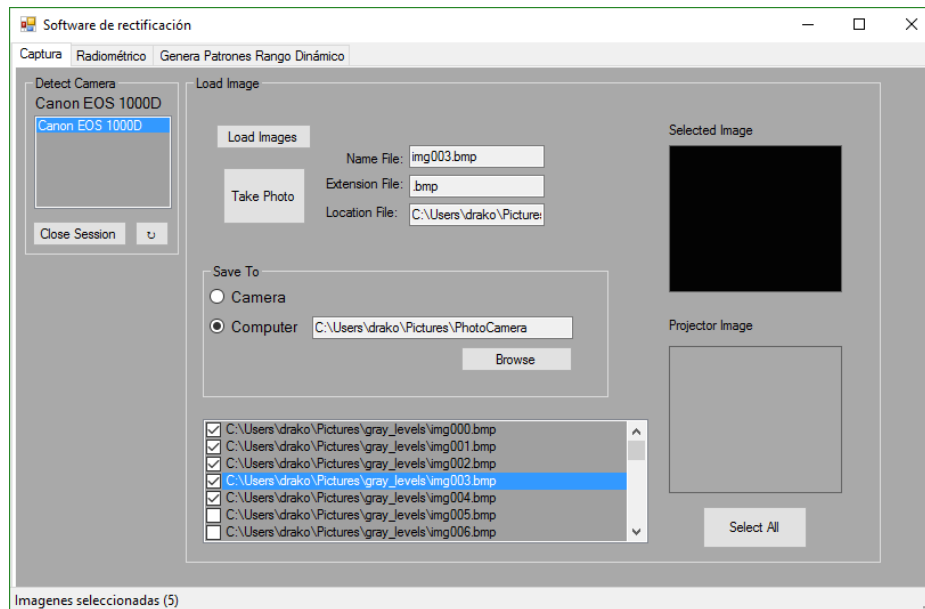 Software de rectificación
Captura Radiométrico Genera Patrones Rango Dinámico
Detect Camera
Canon EOS 1000D
Canon EOS 1000D
Close Session
Load Image
Load Images
Take Photo
Name File: img003.bmp
Extension File: .bmp
Location File: C:\Users\drako\Pictures
Save To
Camera
Computer C:\Users\drako\Pictures\PhotoCamera
Browse
C:\Users\drako\Pictures\gray_levels\img000.bmp
C:\Users\drako\Pictures\gray_levels\img001.bmp
C:\Users\drako\Pictures\gray_levels\img002.bmp
C:\Users\drako\Pictures\gray_levels\img003.bmp
C:\Users\drako\Pictures\gray_levels\img004.bmp
C:\Users\drako\Pictures\gray_levels\img005.bmp
C:\Users\drako\Pictures\gray_levels\img006.bmp
Selected Image
Projector Image
Select All
Imagenes seleccionadas (5)